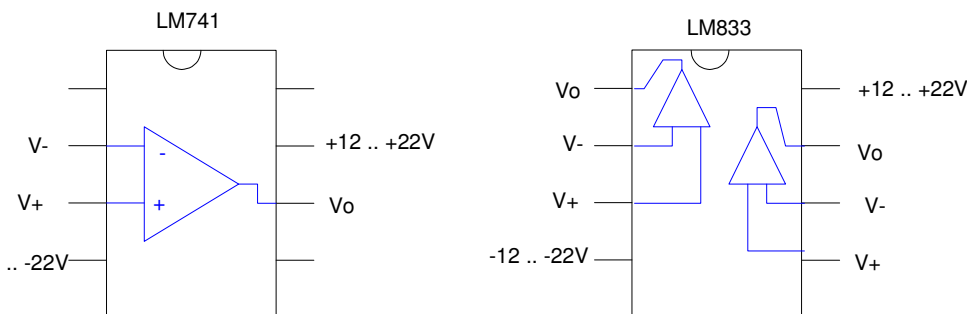 LM741
V-
V+
.. -22V
-
+
+12 .. +22V
Vo
LM833
Vo
V-
V+
-12 .. -22V
+12 .. +22V
Vo
V-
V+